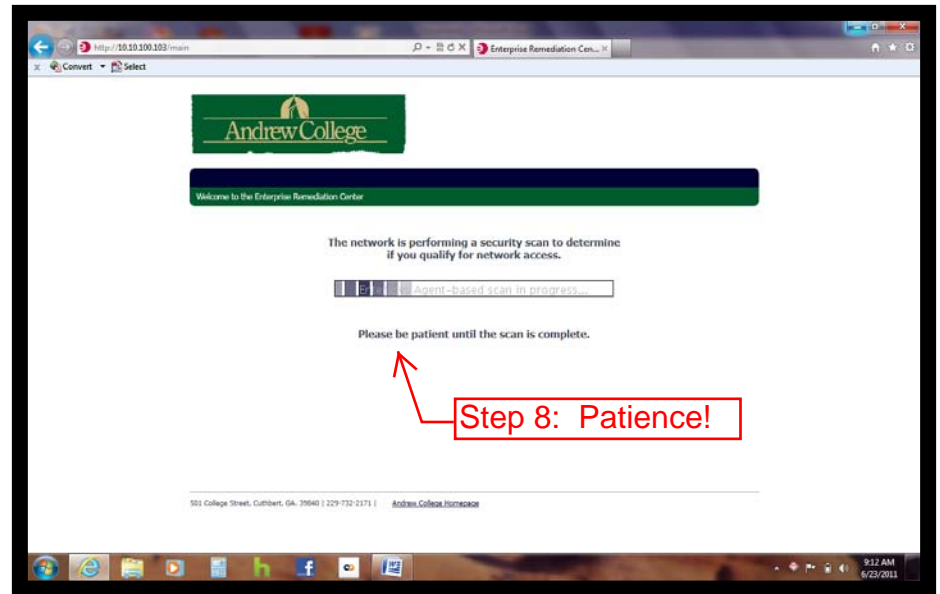 http://10.10.100.103/main
Enterprise Remediation Cen...
x Convert Select
Andrew College
Welcome to the Enterprise Remediation Center
The network is performing a security scan to determine
if you qualify for network access.
Agent-based scan in progress...
Please be patient until the scan is complete.
Step 8: Patience!
501 College Street, Cuthbert, GA. 39840 | 229-732-2171 | Andrew College Homepage
9:12 AM
6/23/2011